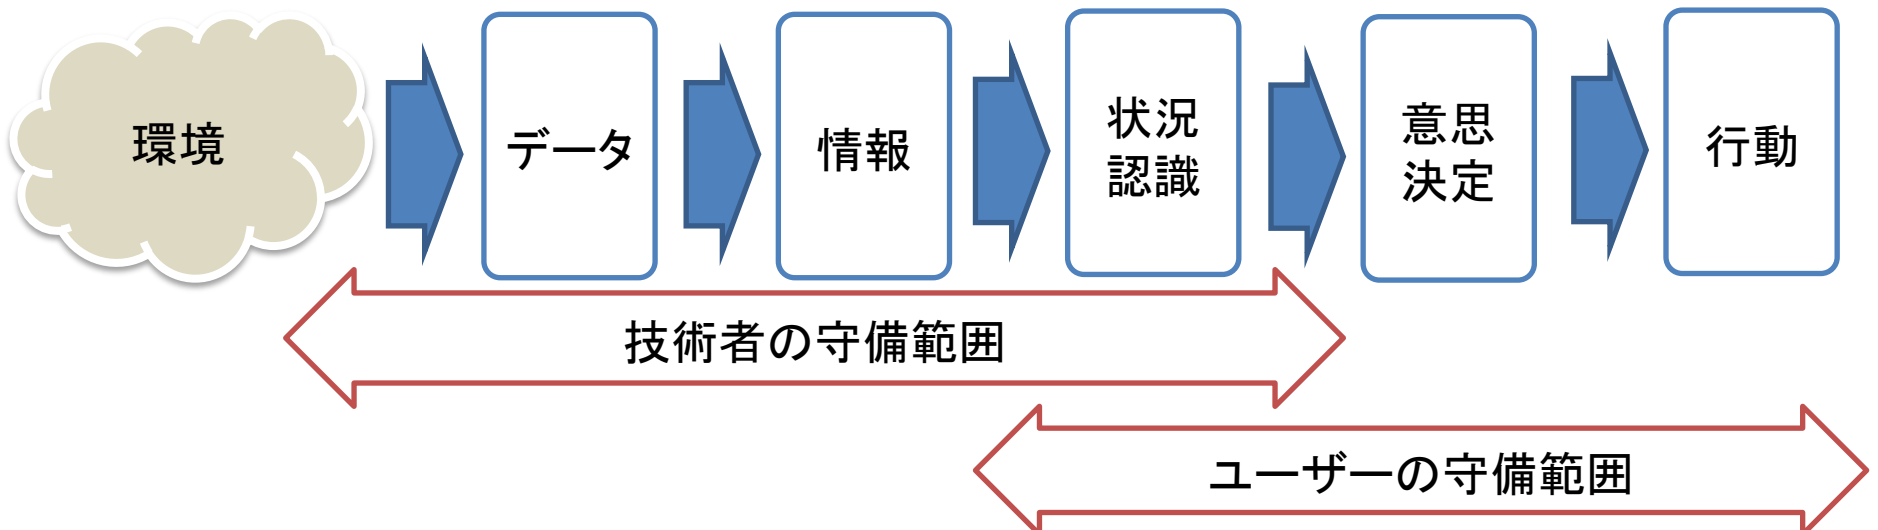 環境
データ
情報
状況
認識
意思
決定
行動
技術者の守備範囲
ユーザーの守備範囲